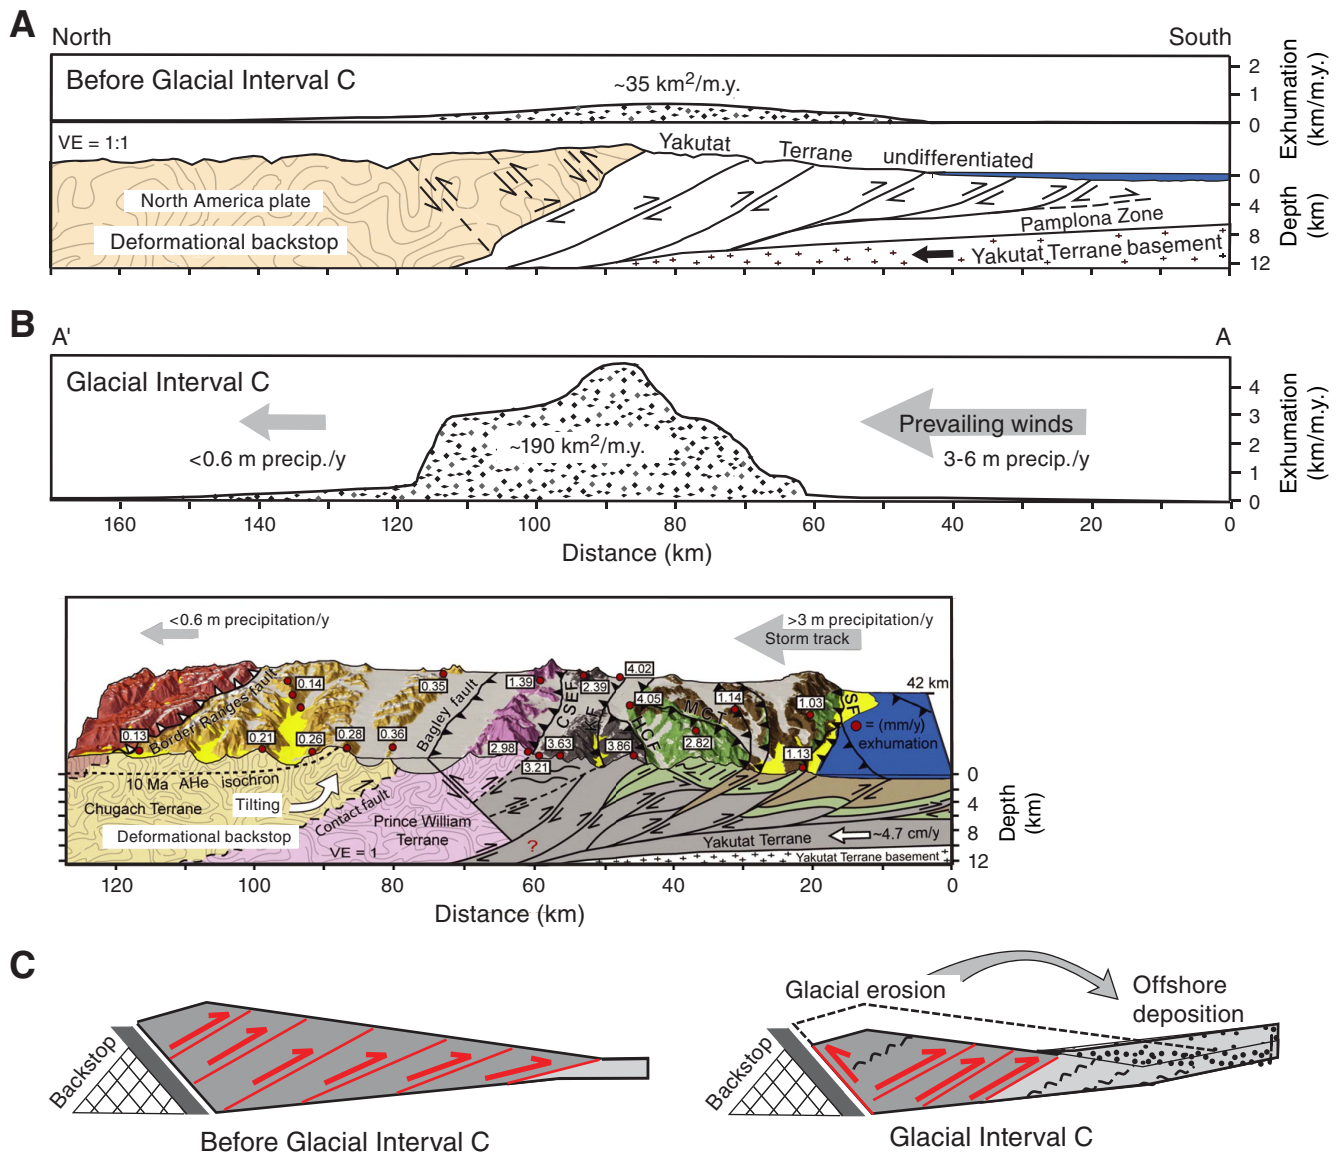 A
North
South
Before Glacial Interval C
~35 km²/m.y.
2
1
0
Exhumation
(km/m.y.)
VE = 1:1
Yakutat Terrane undifferentiated
North America plate
Deformational backstop
Pamplona Zone
Yakutat Terrane basement
0
4
8
12
Depth
(km)
B
A'
A
Glacial Interval C
Prevailing winds
<0.6 m precip./y
~190 km²/m.y.
3-6 m precip./y
4
3
2
1
0
Exhumation
(km/m.y.)
160 140 120 100 80 60 40 20 0
Distance (km)
<0.6 m precipitation/y
>3 m precipitation/y
Storm track
42 km
Border Ranges fault
Bagley fault
CSEF
KF
HCF
MCT
SF
0.13
0.14
0.21
0.26
0.28
0.35
0.36
1.39
2.98
3.21
3.63
2.39
4.02
3.86
4.05
2.82
1.14
1.03
1.13
= (mm/y)
exhumation
10 Ma AHe isochron
Chugach Terrane
Tilting
Contact fault
Deformational backstop
Prince William
Terrane
VE = 1
?
Yakutat Terrane
~4.7 cm/y
Yakutat Terrane basement
0
4
8
12
Depth
(km)
120 100 80 60 40 20 0
Distance (km)
C
Backstop
Before Glacial Interval C
Glacial erosion
Offshore
deposition
Backstop
Glacial Interval C